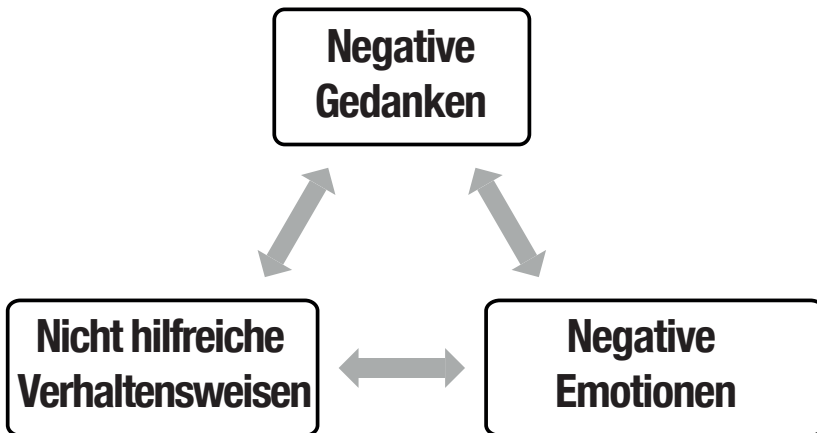 Negative
Gedanken
Nicht hilfreiche
Verhaltensweisen
Negative
Emotionen